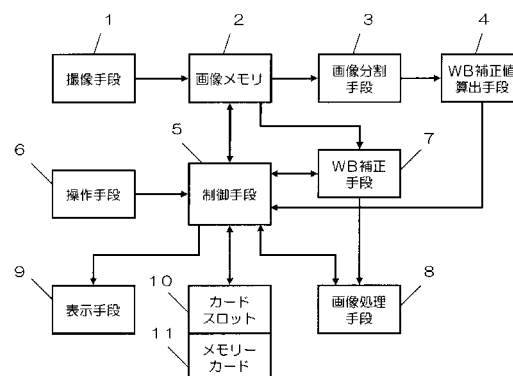 1
2
3
4
撮像手段
画像メモリ
画像分割
手段
WB補正値
算出手段
5
6
7
操作手段
制御手段
WB補正
手段
9
10
8
表示手段
カード
スロット
画像処理
手段
11
メモリー
カード